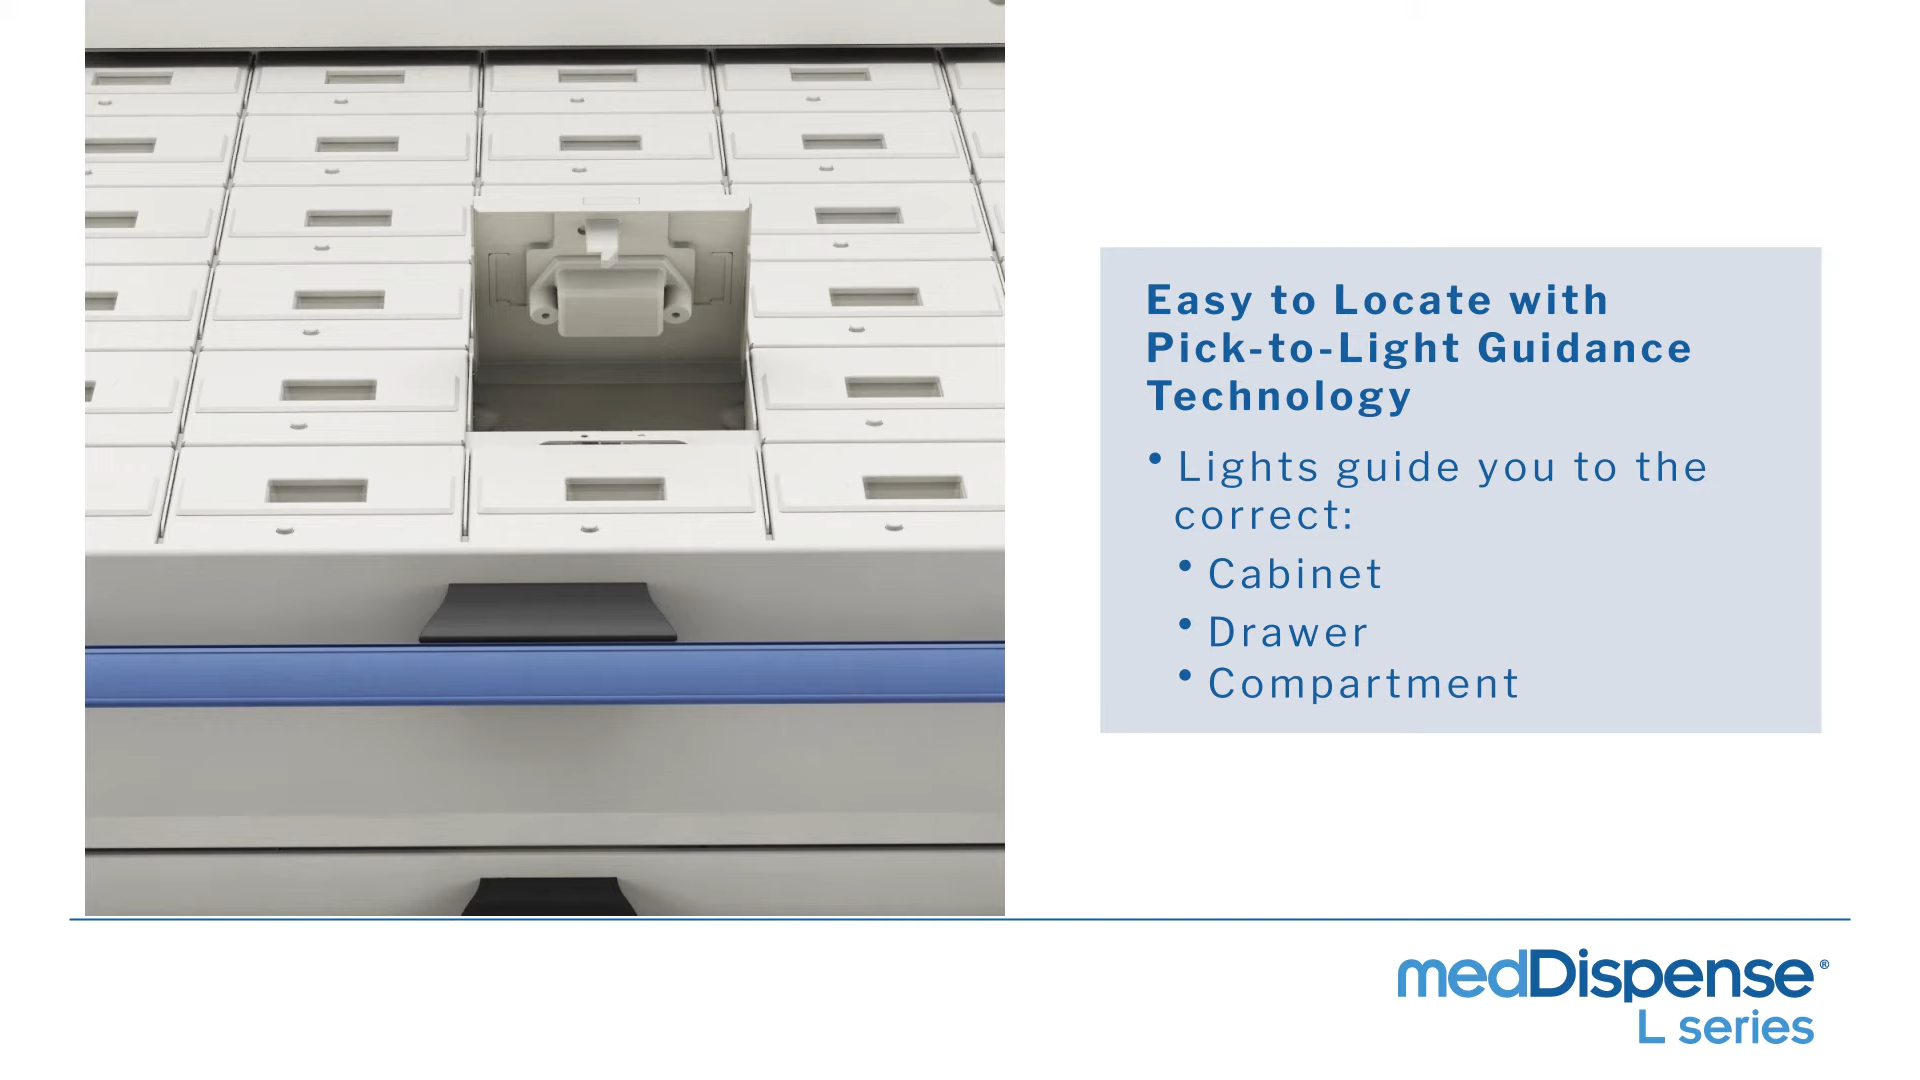 Easy to Locate with
Pick-to-Light Guidance
Technology
• Lights guide you to the
correct:
• Cabinet
• Drawer
• Compartment
medDispense®
L series